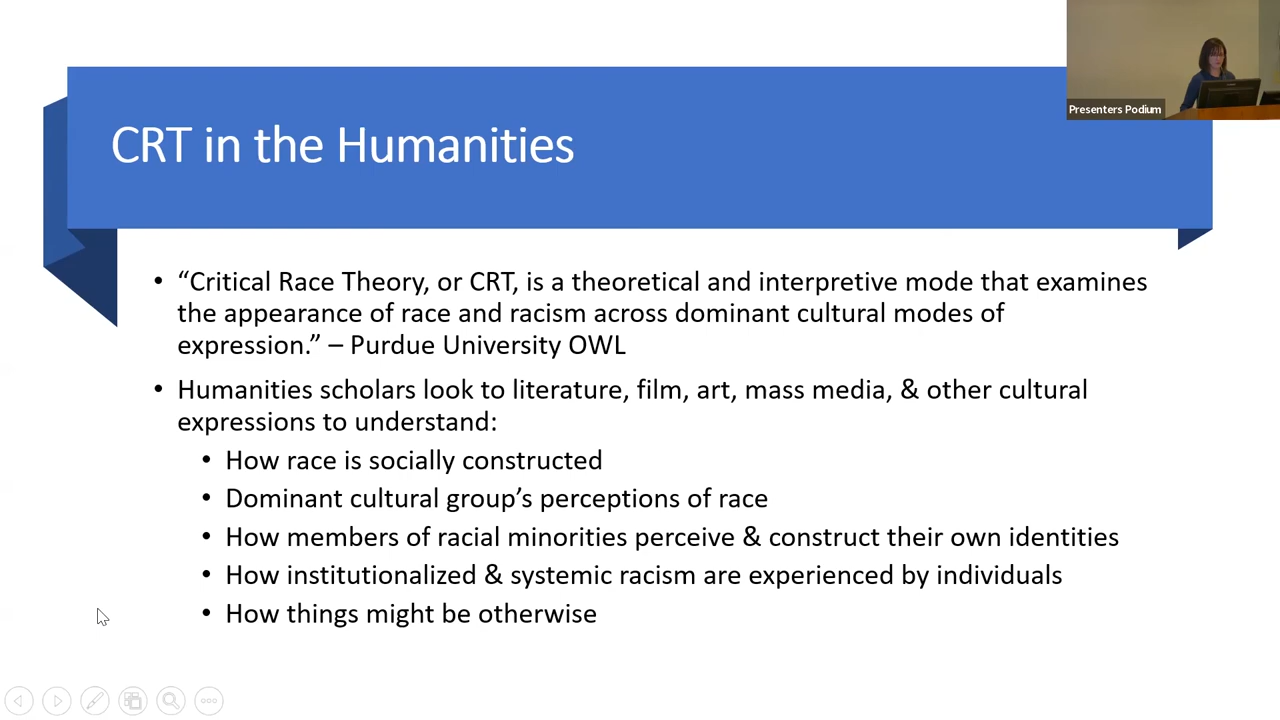 Presenters Podium
CRT in the Humanities
• “Critical Race Theory, or CRT, is a theoretical and interpretive mode that examines
the appearance of race and racism across dominant cultural modes of
expression.” – Purdue University OWL
• Humanities scholars look to literature, film, art, mass media, & other cultural
expressions to understand:
• How race is socially constructed
• Dominant cultural group’s perceptions of race
• How members of racial minorities perceive & construct their own identities
• How institutionalized & systemic racism are experienced by individuals
• How things might be otherwise